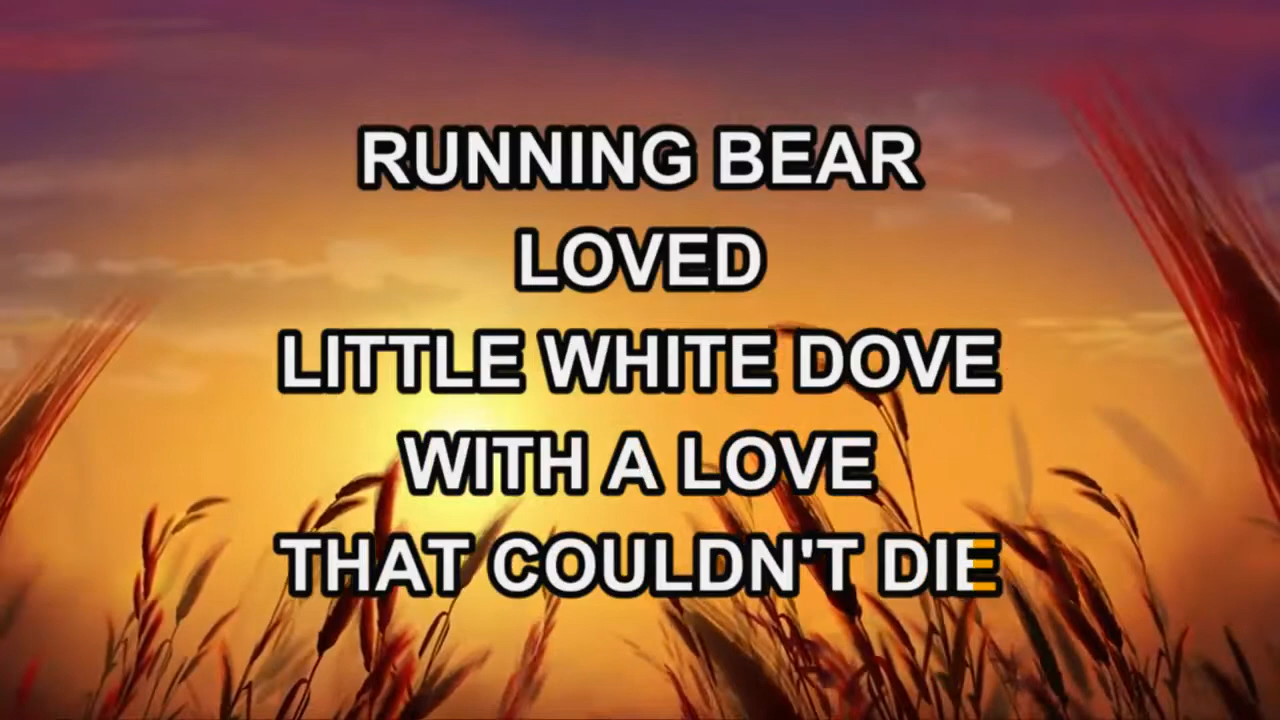 RUNNING BEAR
LOVED
LITTLE WHITE DOVE
WITH A LOVE
THAT COULDN'T DIE